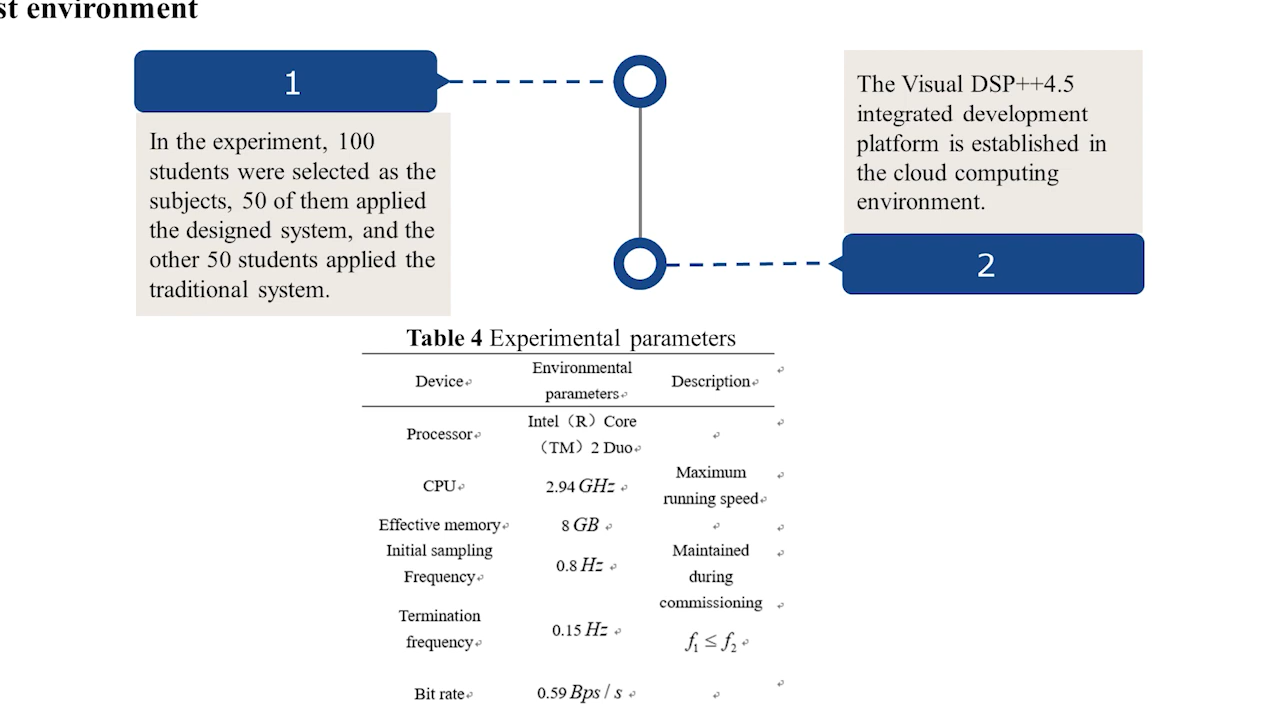 st environment
1
In the experiment, 100
students were selected as the
subjects, 50 of them applied
the designed system, and the
other 50 students applied the
traditional system.
The Visual DSP++4.5
integrated development
platform is established in
the cloud computing
environment.
2
Table 4 Experimental parameters
Device
Environmental
parameters
Description
Processor
Intel（R）Core
（TM）2 Duo
CPU
2.94 GHz
Maximum
running speed
Effective memory
8 GB
Initial sampling
Frequency
0.8 Hz
Maintained
during
commissioning
Termination
frequency
0.15 Hz
f₁ ≤ f₂
Bit rate
0.59 Bps / s